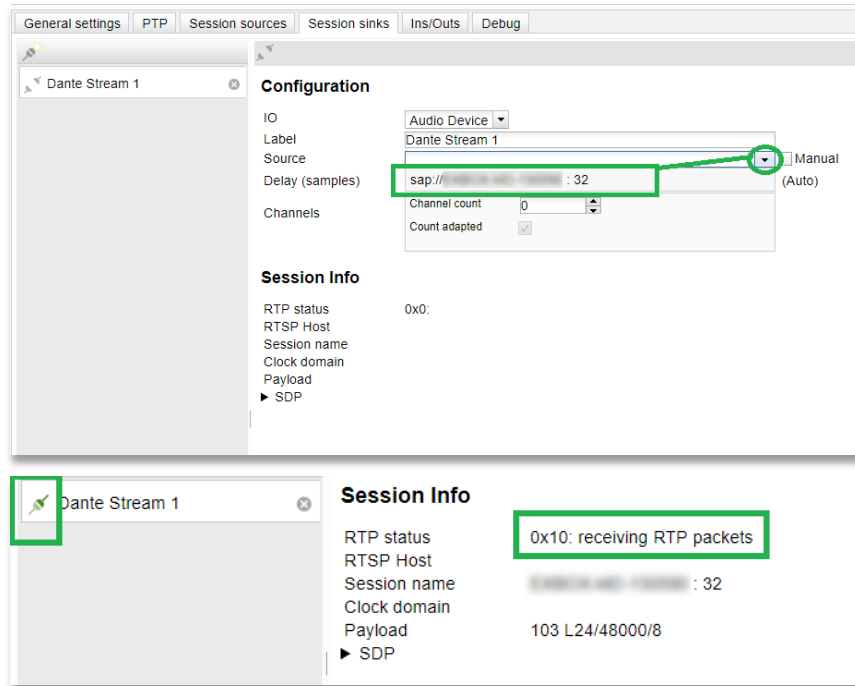 General settings PTP Session sources Session sinks Ins/Outs Debug
Dante Stream 1
Configuration
IO Audio Device
Label Dante Stream 1
Source Manual
Delay (samples) sap:// : 32 (Auto)
Channels Channel count 0
Count adapted
Session Info
RTP status 0x0:
RTSP Host
Session name
Clock domain
Payload
SDP
Dante Stream 1
Session Info
RTP status 0x10: receiving RTP packets
RTSP Host
Session name : 32
Clock domain
Payload 103 L24/48000/8
SDP